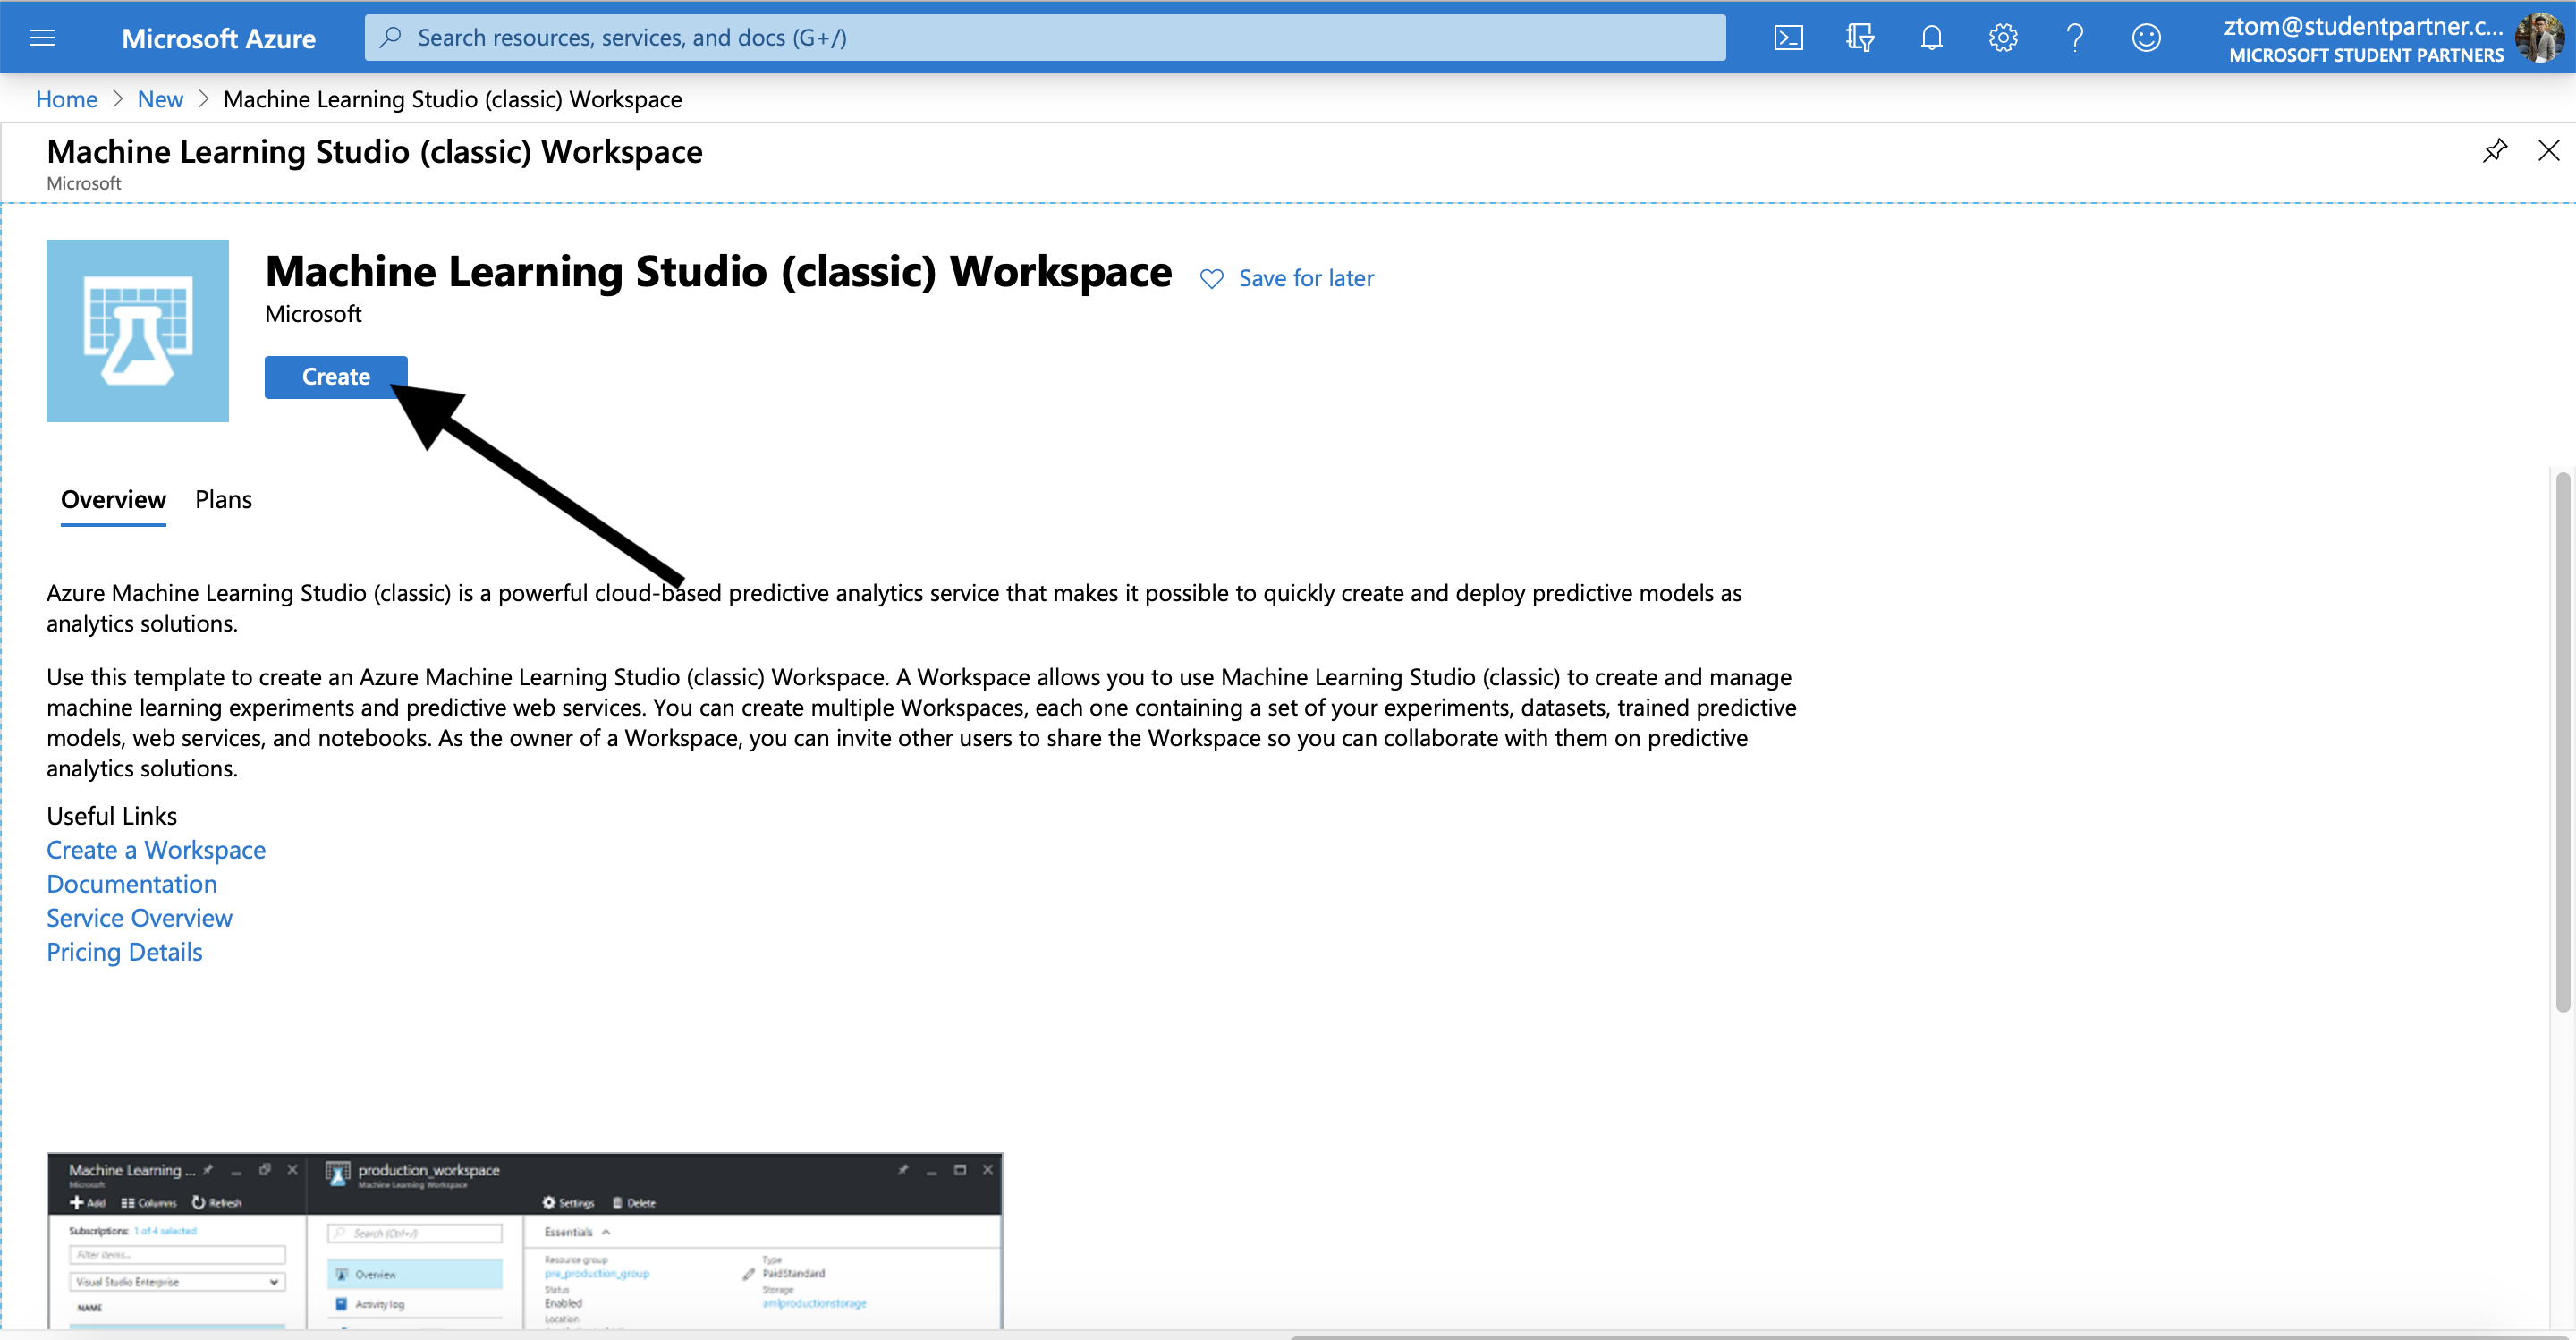 Microsoft Azure
Search resources, services, and docs (G+/)
ztom@studentpartner.c...
MICROSOFT STUDENT PARTNERS
Home > New > Machine Learning Studio (classic) Workspace
Machine Learning Studio (classic) Workspace
Microsoft
Machine Learning Studio (classic) Workspace
Save for later
Microsoft
Create
Overview Plans
Azure Machine Learning Studio (classic) is a powerful cloud-based predictive analytics service that makes it possible to quickly create and deploy predictive models as
analytics solutions.
Use this template to create an Azure Machine Learning Studio (classic) Workspace. A Workspace allows you to use Machine Learning Studio (classic) to create and manage
machine learning experiments and predictive web services. You can create multiple Workspaces, each one containing a set of your experiments, datasets, trained predictive
models, web services, and notebooks. As the owner of a Workspace, you can invite other users to share the Workspace so you can collaborate with them on predictive
analytics solutions.
Useful Links
Create a Workspace
Documentation
Service Overview
Pricing Details
Machine Learning ...
Microsoft
Add Columns Refresh
Subscriptions: 1 of 4 selected
Filter items...
Visual Studio Enterprise
NAME
production_workspace
Machine Learning Workspace
Search (Ctrl+/)
Overview
Activity log
Settings Delete
Essentials
Resource group
pre_production_group
Status
Enabled
Location
Type
PaidStandard
Storage
amlproductionstorage